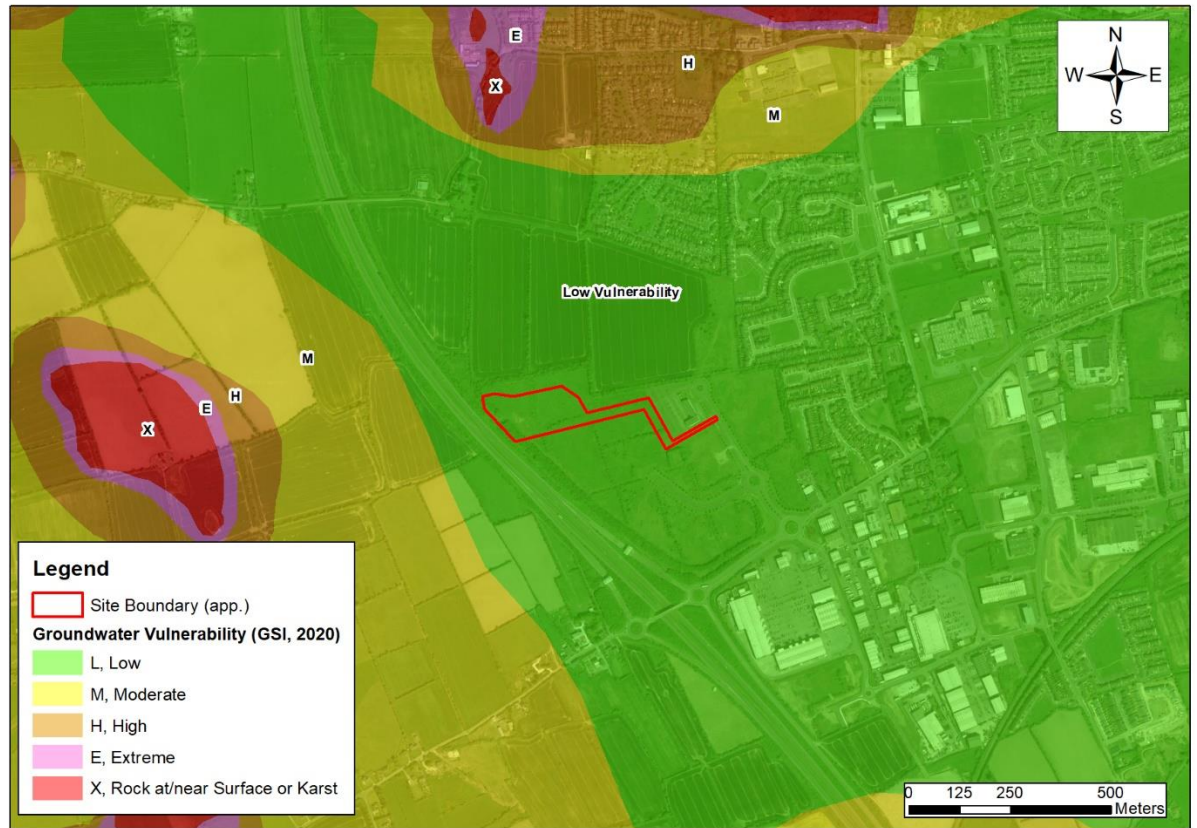 E
X
H
M
N
W E
S
Low Vulnerability
M
H
E
X
Legend
Site Boundary (app.)
Groundwater Vulnerability (GSI, 2020)
L, Low
M, Moderate
H, High
E, Extreme
X, Rock at/near Surface or Karst
0 125 250 500
Meters